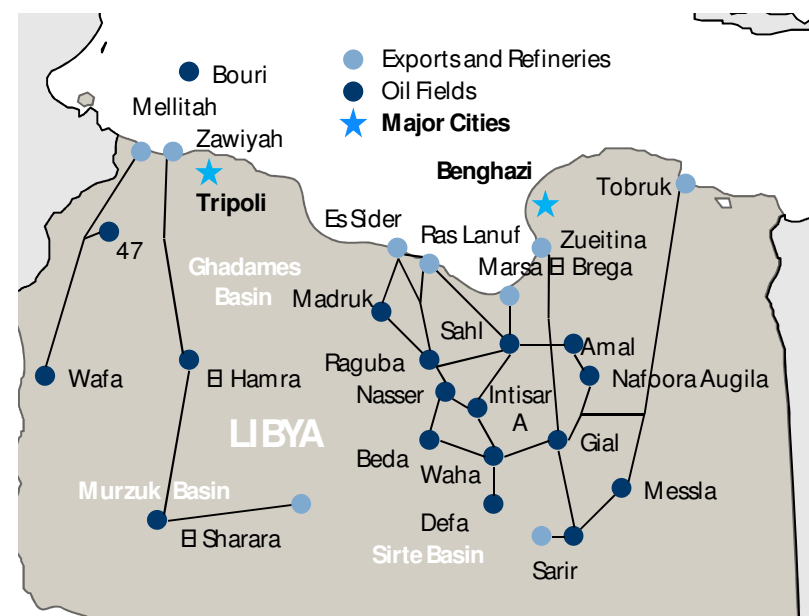 Bouri
Exports and Refineries
Oil Fields
Major Cities
Mellitah
Zawiyah
Tripoli
Benghazi
Tobruk
Es Sider
Ras Lanuf
Zueitina
Marsa El Brega
47
Ghadames
Basin
Madruk
Sahl
Amal
Raguba
Wafa
El Hamra
Nafoora Augila
Nasser
Intisar
A
LIBYA
Gial
Beda
Waha
Murzuk Basin
Messla
Defa
El Sharara
Sirte Basin
Sarir